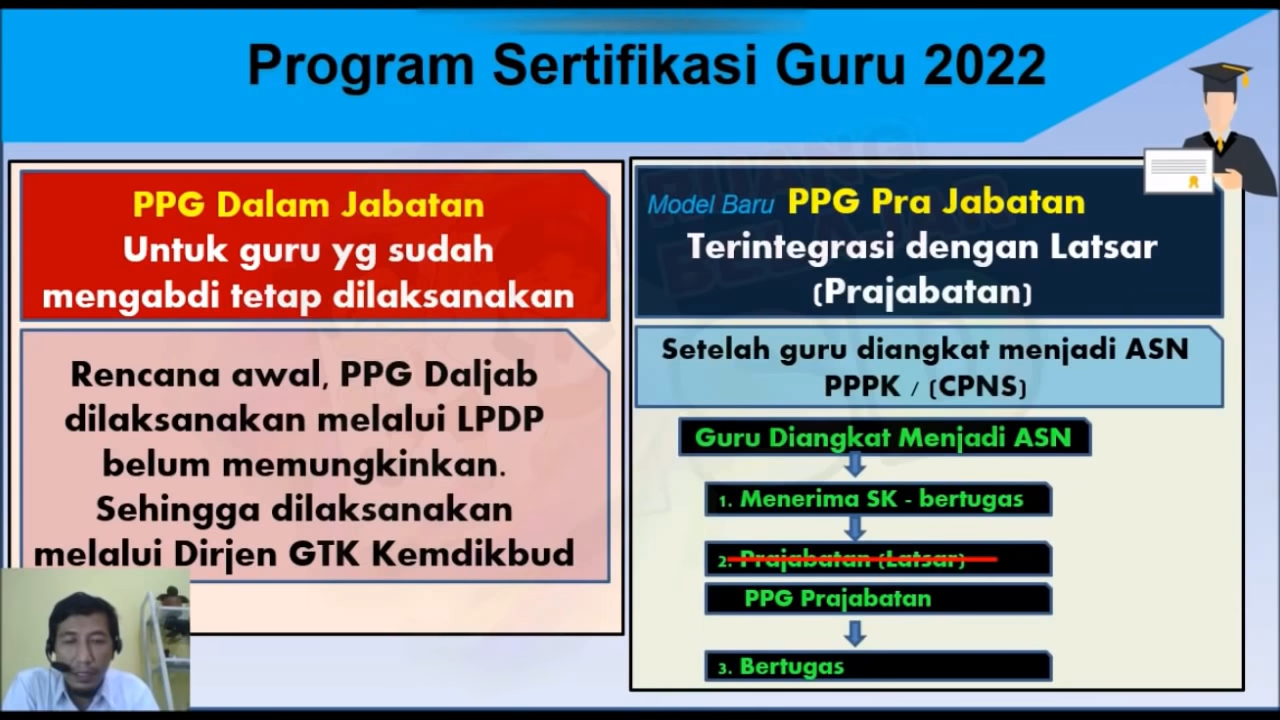 Program Sertifikasi Guru 2022
PPG Dalam Jabatan
Untuk guru yg sudah
mengabdi tetap dilaksanakan
Rencana awal, PPG Daljab
dilaksanakan melalui LPDP
belum memungkinkan.
Sehingga dilaksanakan
melalui Dirjen GTK Kemdikbud
Model Baru PPG Pra Jabatan
Terintegrasi dengan Latsar
(Prajabatan)
Setelah guru diangkat menjadi ASN
PPPK / (CPNS)
Guru Diangkat Menjadi ASN
1. Menerima SK - bertugas
2. Prajabatan (Latsar)
PPG Prajabatan
3. Bertugas